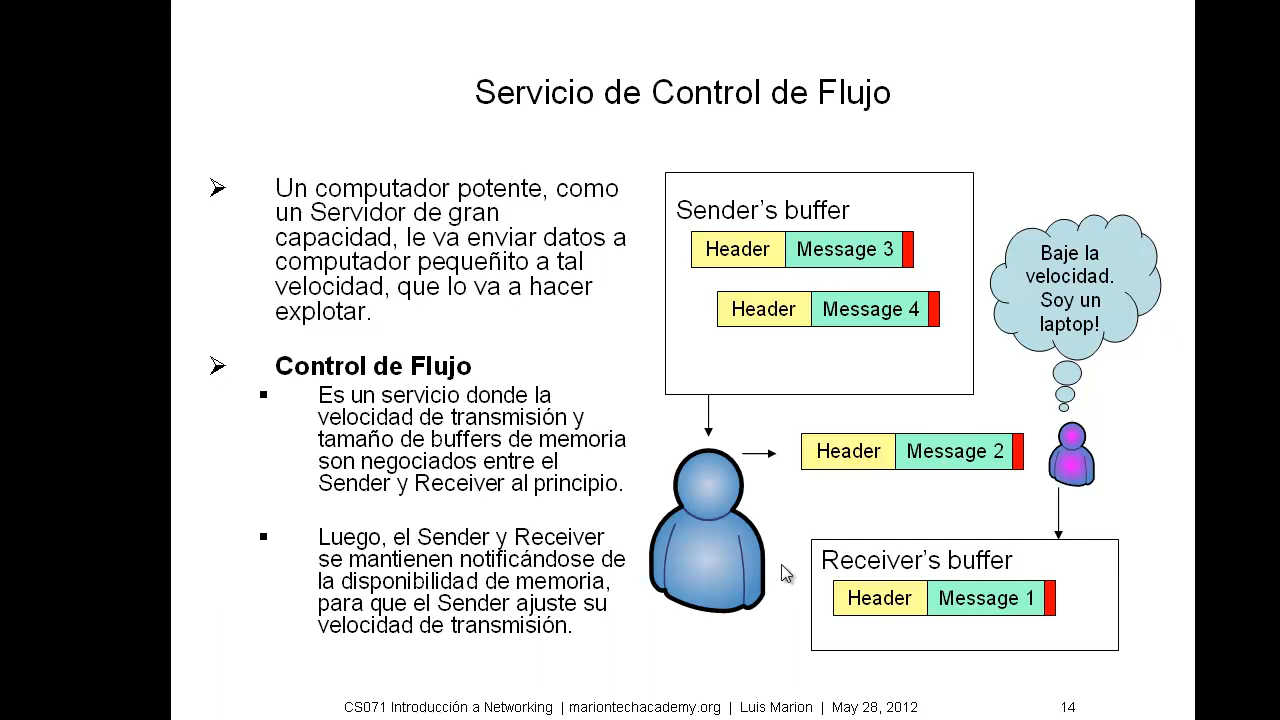 Servicio de Control de Flujo
Un computador potente, como
un Servidor de gran
capacidad, le va enviar datos a
computador pequeñito a tal
velocidad, que lo va a hacer
explotar.
Control de Flujo
Es un servicio donde la
velocidad de transmisión y
tamaño de buffers de memoria
son negociados entre el
Sender y Receiver al principio.
Luego, el Sender y Receiver
se mantienen notificándose de
la disponibilidad de memoria,
para que el Sender ajuste su
velocidad de transmisión.
Sender's buffer
Header Message 3
Header Message 4
Baje la
velocidad.
Soy un
laptop!
Header Message 2
Receiver's buffer
Header Message 1
CS071 Introducción a Networking | mariontechacademy.org | Luis Marion | May 28, 2012 14